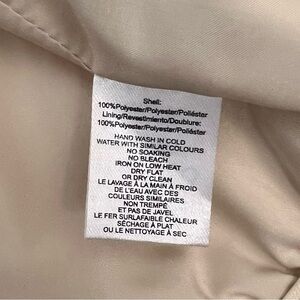 Shell:
100%Polyester/Polyester/Poliéster
Lining/Revestimiento/Doublure:
100%Polyester/Polyester/Poliéster
HAND WASH IN COLD
WATER WITH SIMILAR COLOURS
NO SOAKING
NO BLEACH
IRON ON LOW HEAT
DRY FLAT
OR DRY CLEAN
LE LAVAGE À LA MAIN À FROID
DE L'EAU AVEC DES
COULEURS SIMILAIRES
NON TREMPÉ
ET PAS DE JAVEL
LE FER SURLAFAIBLE CHALEUR
SÉCHAGE À PLAT
OU LE NETTOYAGE À SEC